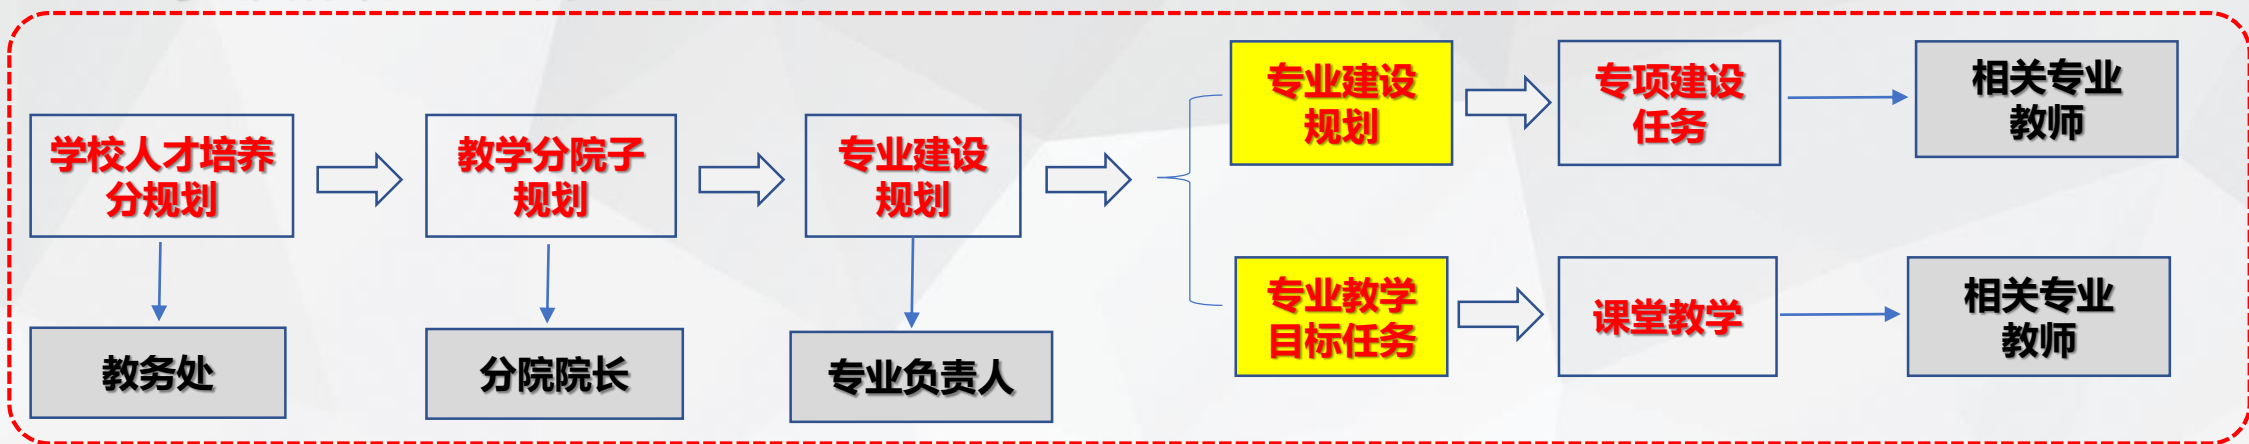 学校人才培养
分规划
教学分院子
规划
专业建设
规划
专业建设
规划
专项建设
任务
相关专业
教师
教务处
分院院长
专业负责人
专业教学
目标任务
课堂教学
相关专业
教师